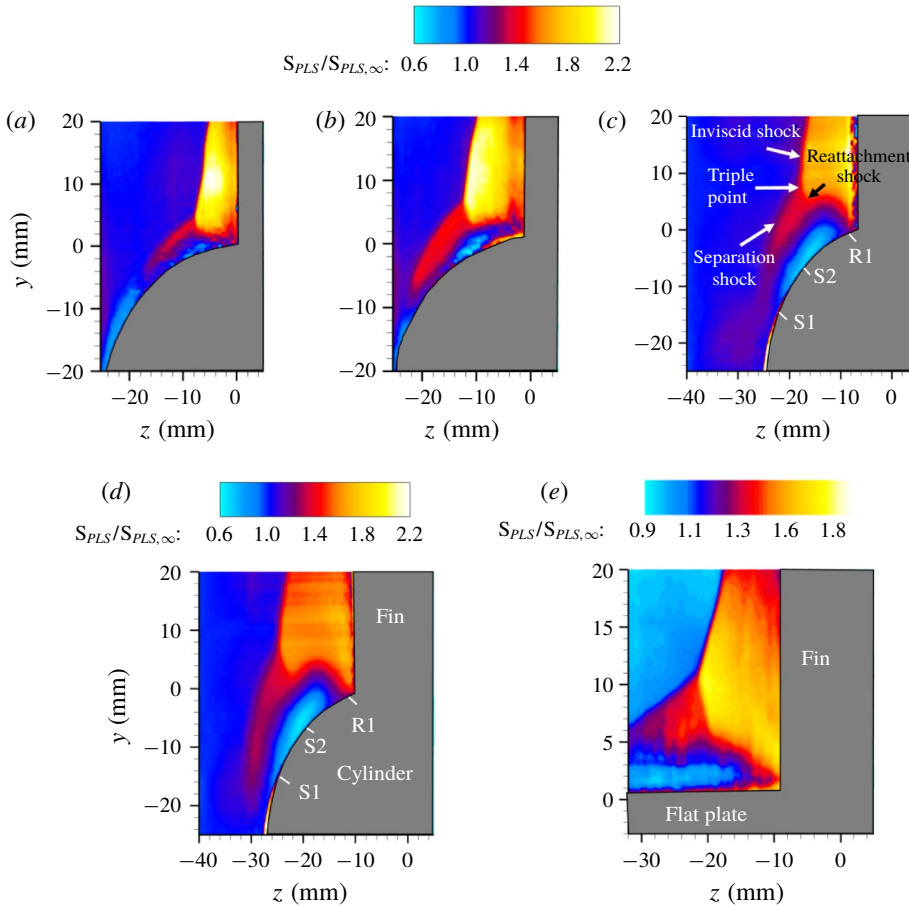 S_PLS/S_PLS,∞: 0.6 1.0 1.4 1.8 2.2
(a) (b) (c)
20 20 20
Inviscid shock
10 10 10
Reattachment
shock
Triple
point
0 0 0
y (mm)
Separation
shock
R1
S2
−10 −10 −10
S1
−20 −20 −20
−20 −10 0 −20 −10 0 −40 −30 −20 −10 0
z (mm) z (mm) z (mm)
(d) (e)
S_PLS/S_PLS,∞: 0.6 1.0 1.4 1.8 2.2
S_PLS/S_PLS,∞: 0.9 1.1 1.3 1.6 1.8
20 20
Fin
15
10
Fin
10
0
R1
5
y (mm)
S2
−10
Cylinder
0
S1
Flat plate
−20
−40 −30 −20 −10 0 −30 −20 −10 0
z (mm) z (mm)